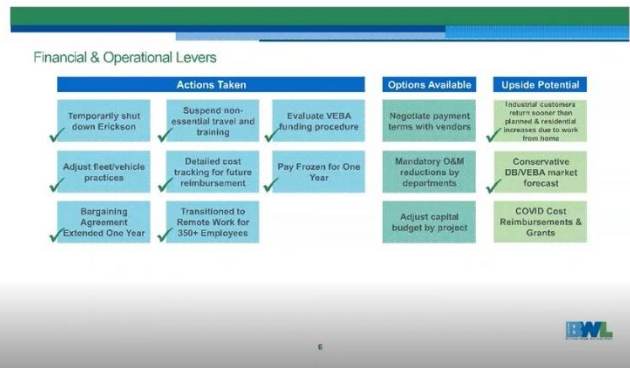 Financial & Operational Levers
Actions Taken
Options Available
Upside Potential
Temporarily shut
down Erickson
Suspend non-
essential travel and
training
Evaluate VEBA
funding procedure
Negotiate payment
terms with vendors
Industrial customers
return sooner than
planned & residential
increases due to work
from home
Adjust fleet/vehicle
practices
Detailed cost
tracking for future
reimbursement
Pay Frozen for One
Year
Mandatory O&M
reductions by
departments
Conservative
DB/VEBA market
forecast
Bargaining
Agreement
Extended One Year
Transitioned to
Remote Work for
350+ Employees
Adjust capital
budget by project
COVID Cost
Reimbursements &
Grants
BWL
6